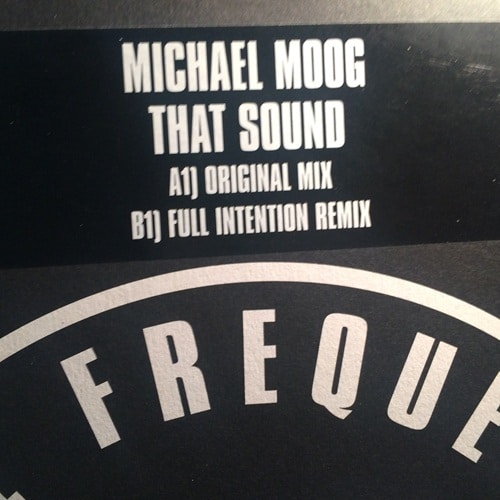 MICHAEL MOOG
THAT SOUND
A1) ORIGINAL MIX
B1) FULL INTENTION REMIX
FREQUE